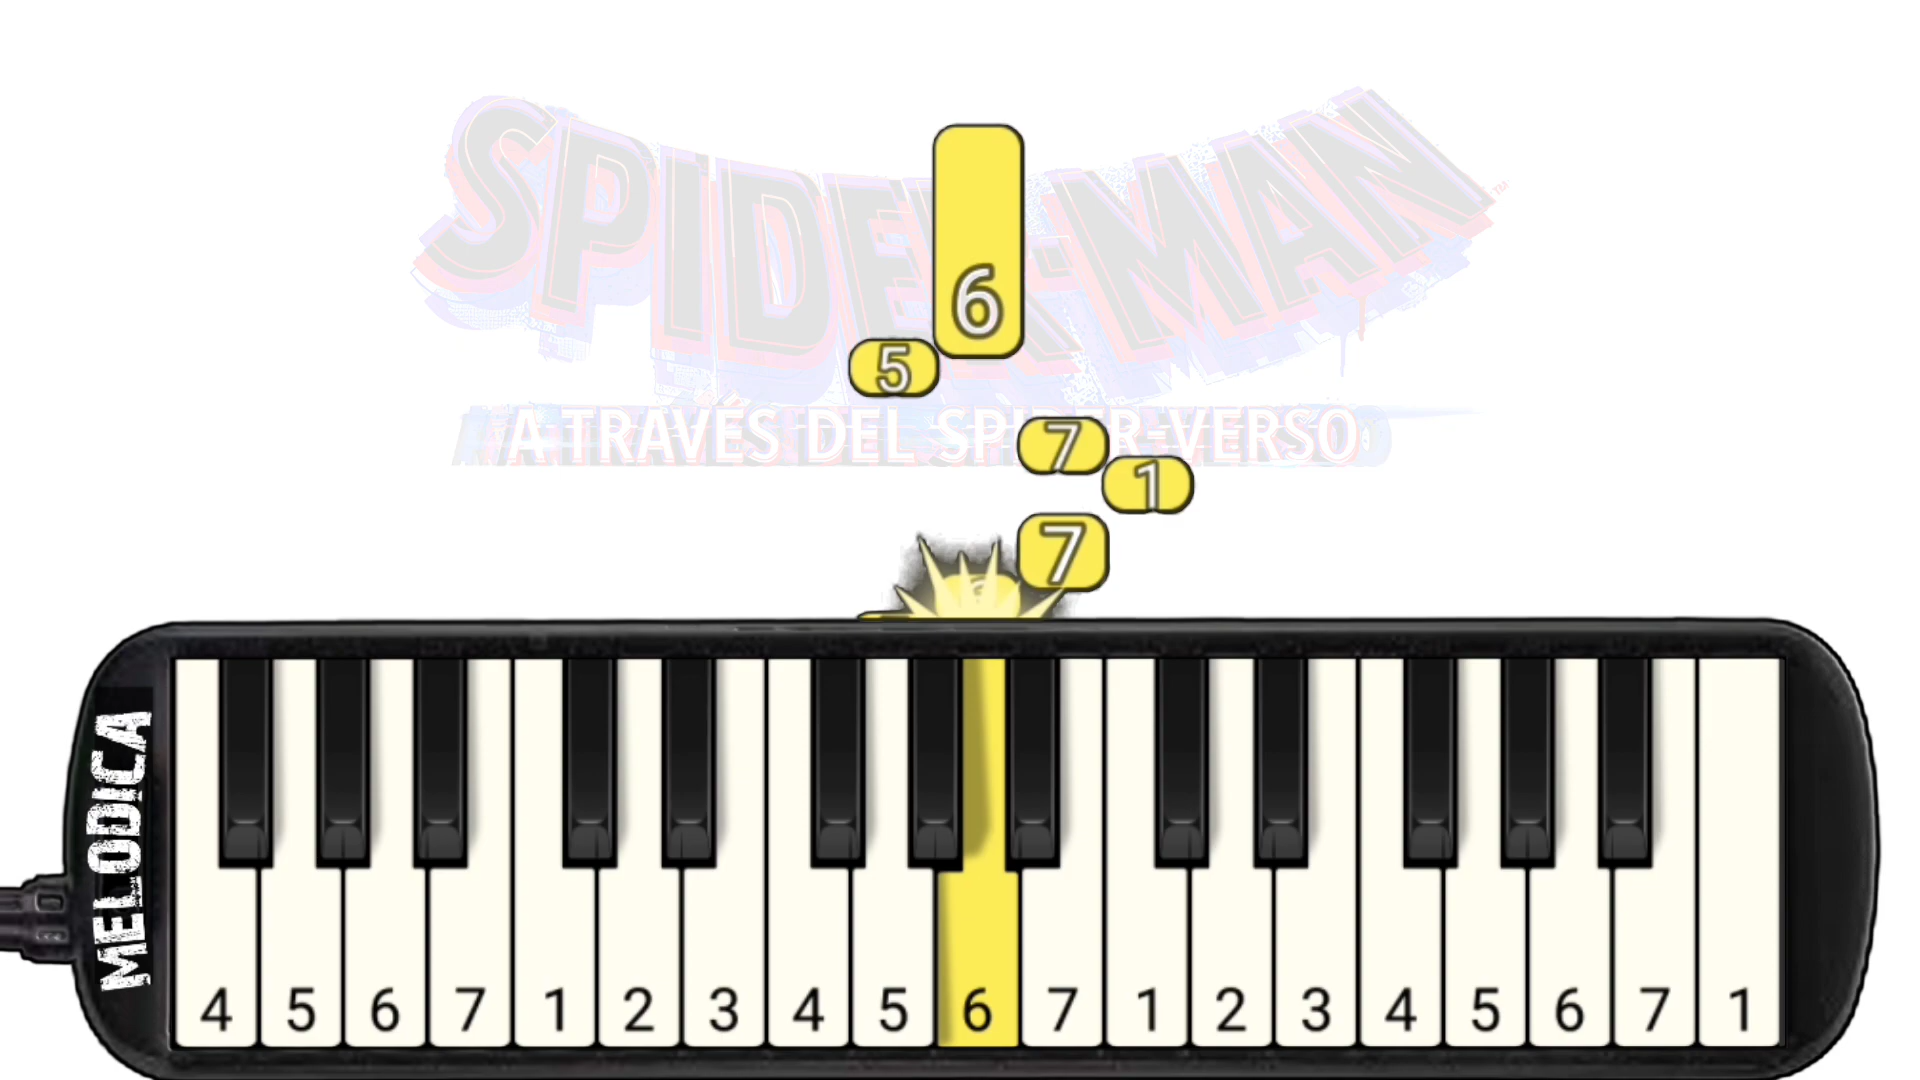 SPIDER-MAN
™
A TRAVÉS DEL SPIDER-VERSO
6
5
7
1
7
MELODICA
4 5 6 7 1 2 3 4 5 6 7 1 2 3 4 5 6 7 1